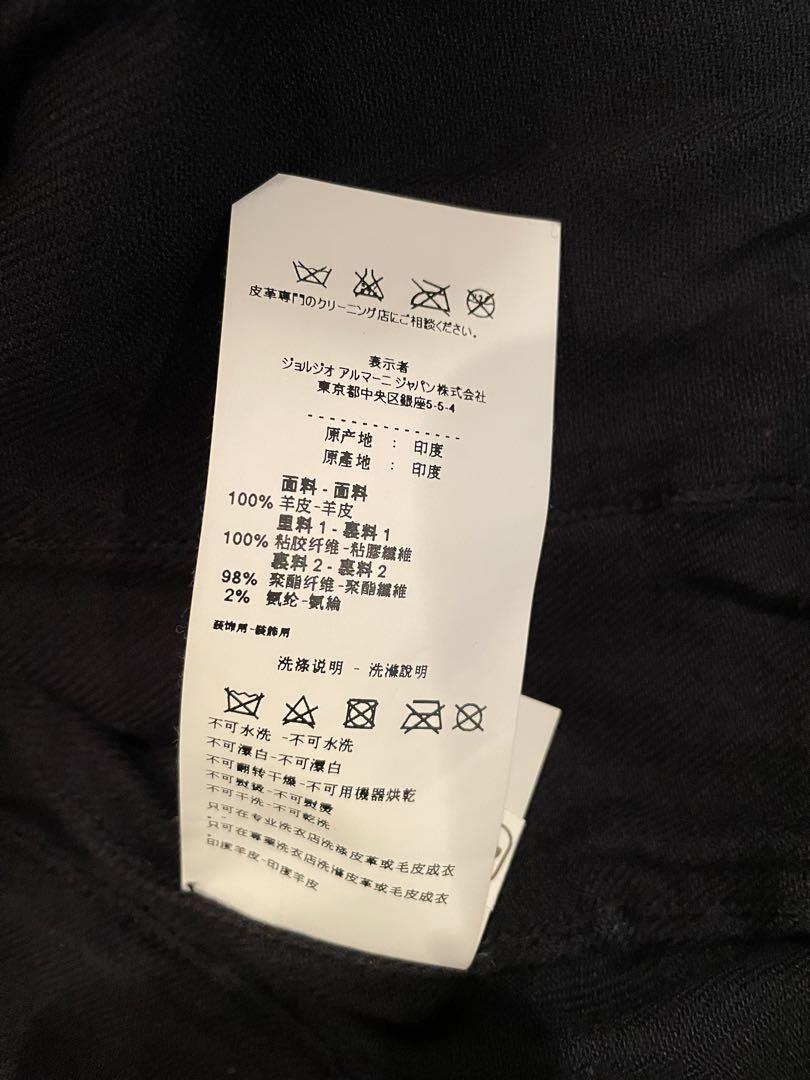 皮革専門のクリーニング店にご相談ください。
表示者
ジョルジオ アルマーニ ジャパン株式会社
東京都中央区銀座5-5-4
---------------
原产地 : 印度
原產地 : 印度
面料 - 面料
100% 羊皮-羊皮
里料 1 - 裏料 1
100% 粘胶纤维-粘膠纖維
裏料 2 - 裏料 2
98% 聚酯纤维-聚酯纖維
2% 氨纶-氨綸
装饰用-裝飾用
洗涤说明 - 洗滌說明
不可水洗 -不可水洗
不可漂白-不可漂白
不可翻转干燥-不可用機器烘乾
不可熨烫-不可熨燙
不可干洗-不可乾洗
只可在专业洗衣店洗涤皮革或毛皮成衣
只可在專業洗衣店洗滌皮革或毛皮成衣
印度羊皮-印度羊皮